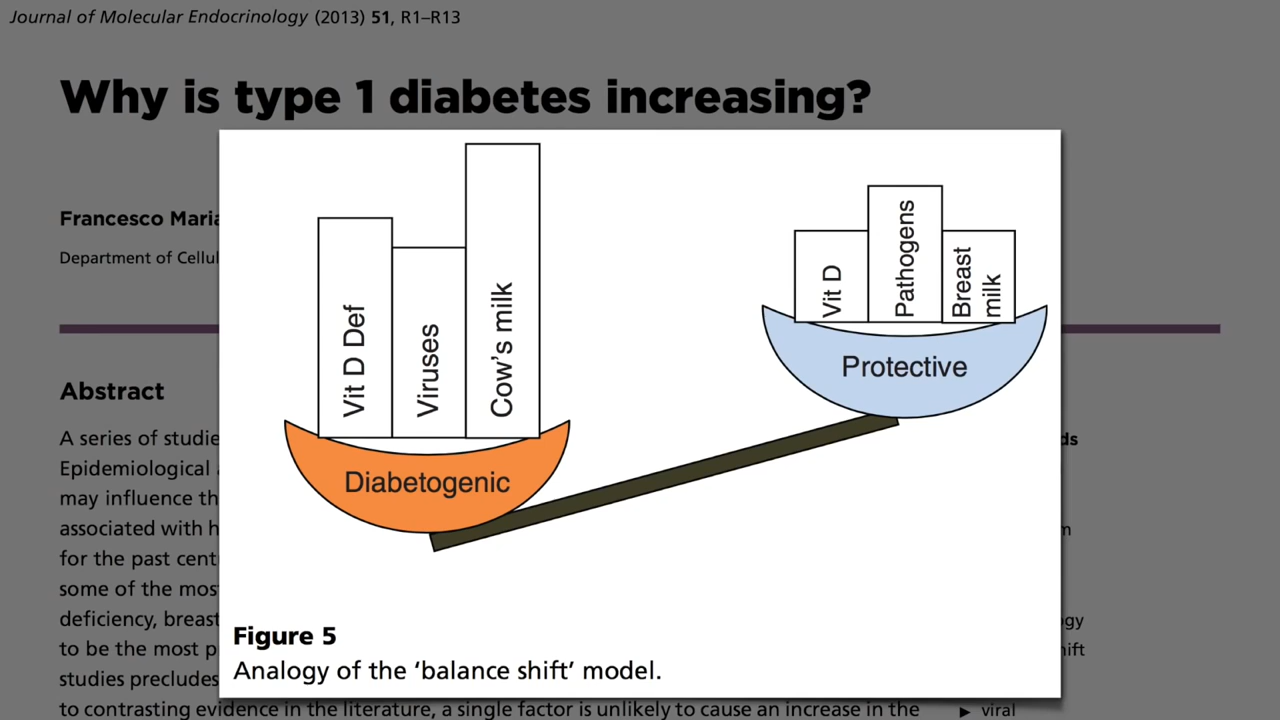 Journal of Molecular Endocrinology (2013) 51, R1–R13
Why is type 1 diabetes increasing?
Francesco Maria
Department of Cellul
Abstract
A series of studie
Epidemiological
may influence th
associated with h
for the past cent
some of the mos
deficiency, breast
to be the most p
studies precludes
to contrasting evidence in the literature, a single factor is unlikely to cause an increase in the
ds
m
ogy
hift
▶ viral
Vit D Def
Viruses
Cow's milk
Diabetogenic
Vit D
Pathogens
Breast
milk
Protective
Figure 5
Analogy of the 'balance shift' model.